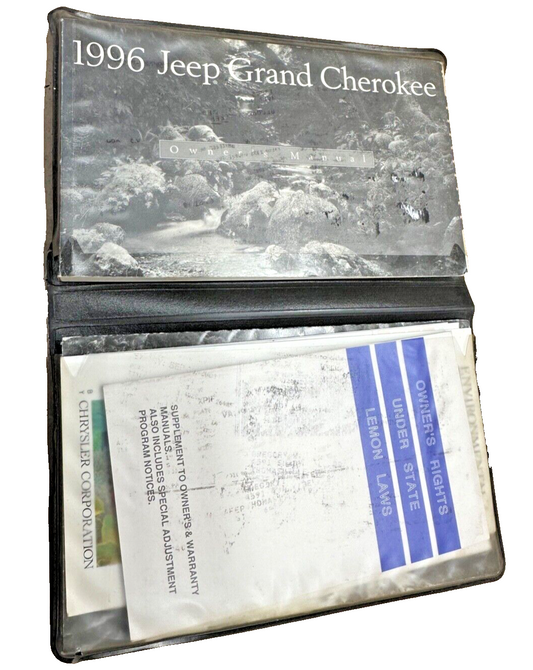 1996 Jeep Grand Cherokee
Owner's Manual
OWNER'S RIGHTS
UNDER STATE
LEMON LAWS
SUPPLEMENT TO OWNER'S & WARRANTY
MANUALS.
ALSO INCLUDES SPECIAL ADJUSTMENT
PROGRAM NOTICES.
CHRYSLER CORPORATION